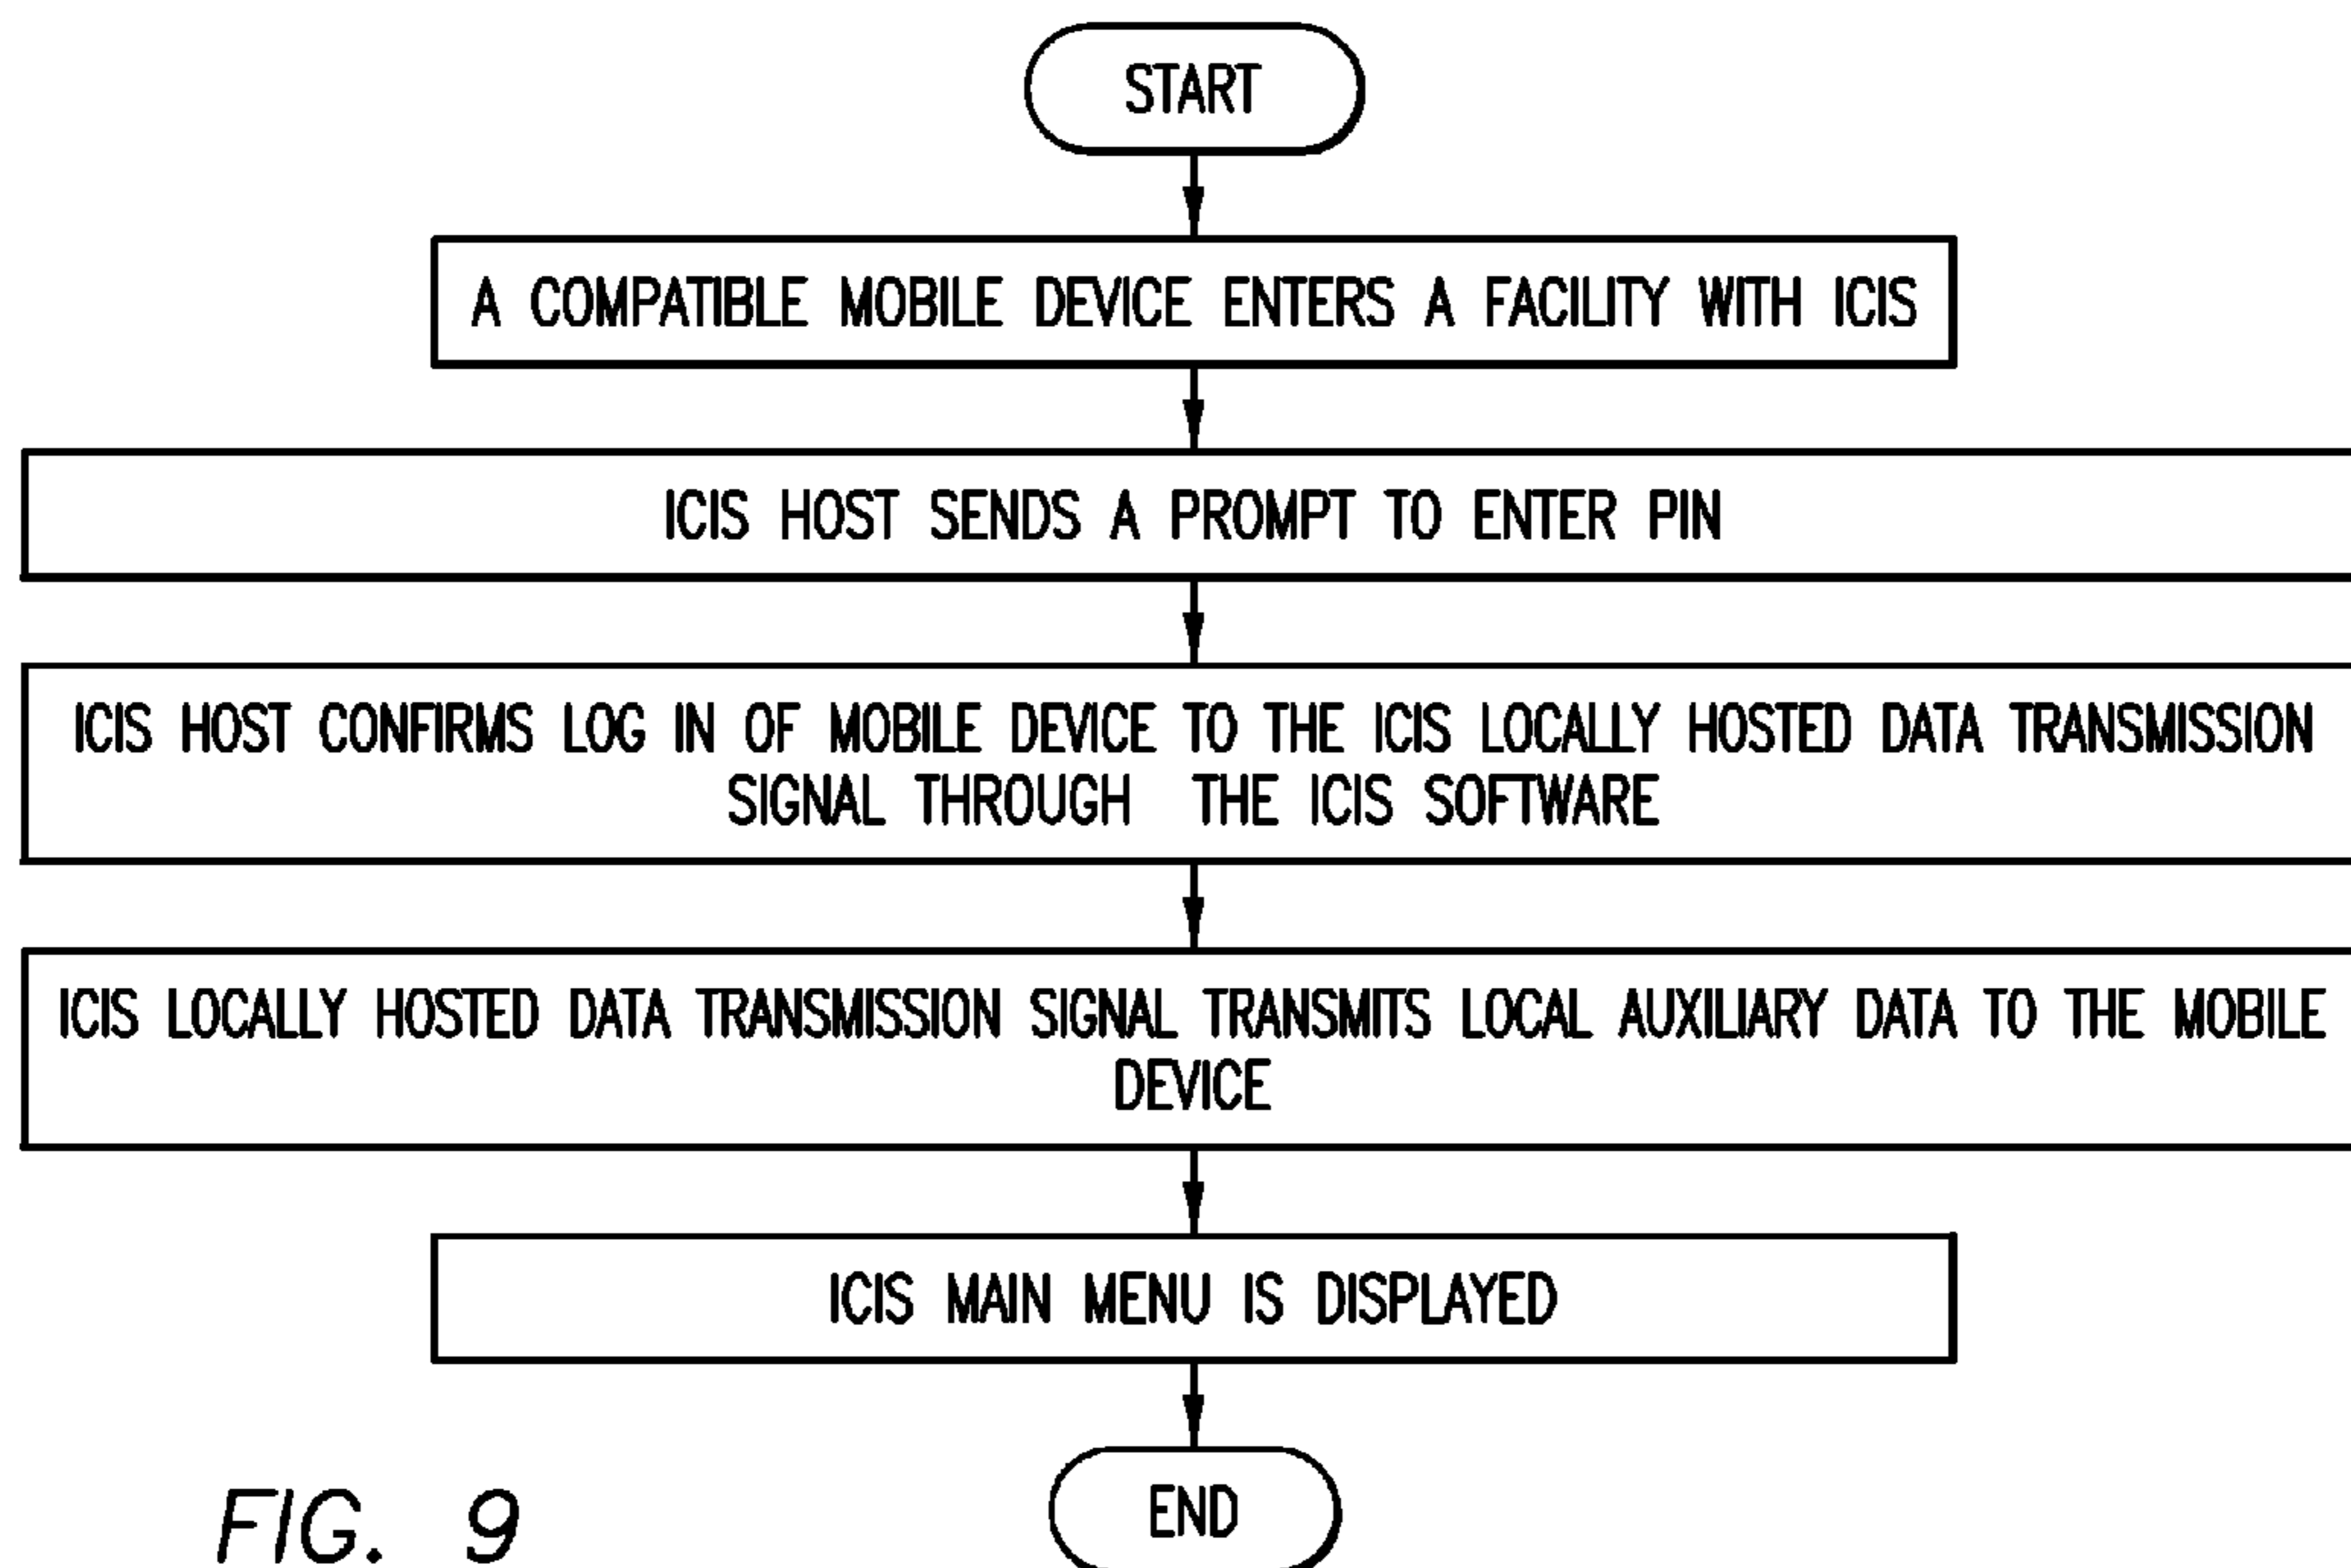 START
A COMPATIBLE MOBILE DEVICE ENTERS A FACILITY WITH ICIS
ICIS HOST SENDS A PROMPT TO ENTER PIN
ICIS HOST CONFIRMS LOG IN OF MOBILE DEVICE TO THE ICIS LOCALLY HOSTED DATA TRANSMISSION
SIGNAL THROUGH THE ICIS SOFTWARE
ICIS LOCALLY HOSTED DATA TRANSMISSION SIGNAL TRANSMITS LOCAL AUXILIARY DATA TO THE MOBILE
DEVICE
ICIS MAIN MENU IS DISPLAYED
END
FIG. 9